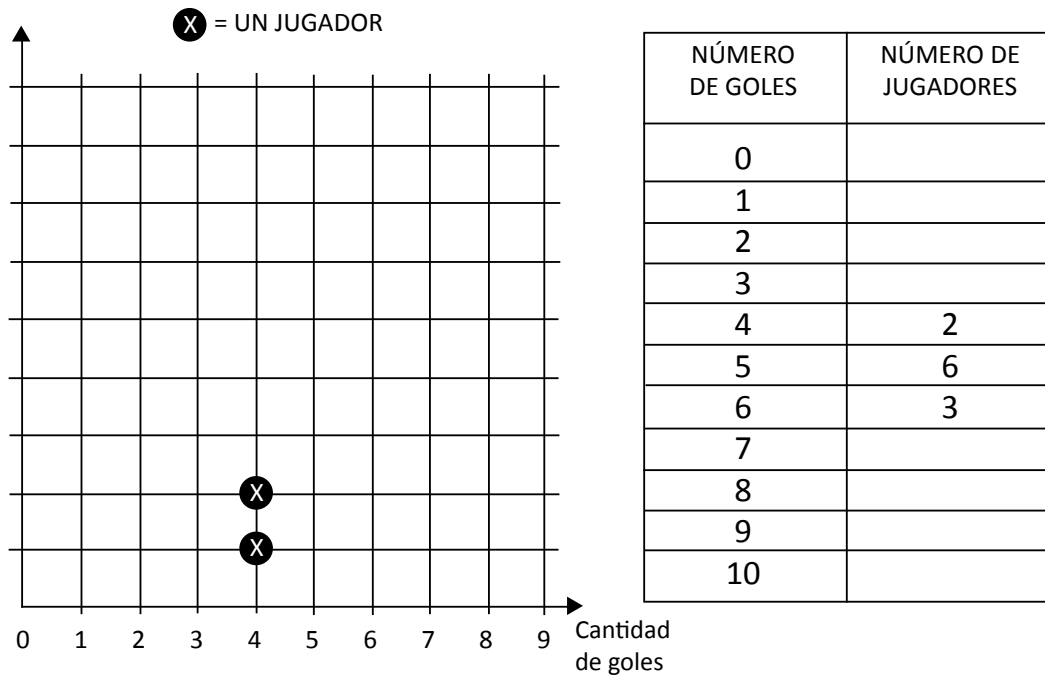 X = UN JUGADOR
X
X
0 1 2 3 4 5 6 7 8 9
Cantidad
de goles
NÚMERO
DE GOLES
NÚMERO DE
JUGADORES
0
1
2
3
4 2
5 6
6 3
7
8
9
10